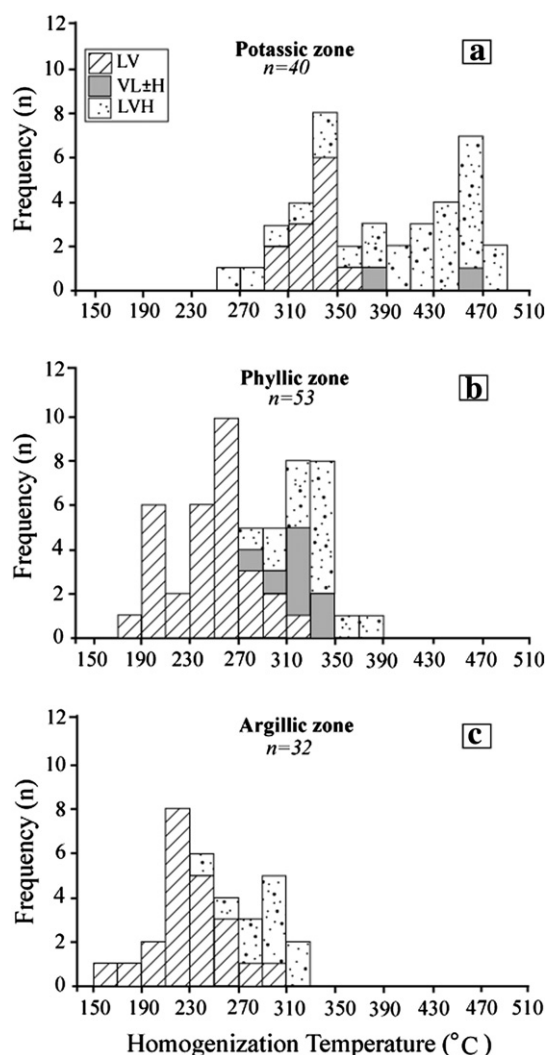 12
a
LV
VL±H
LVH
Potassic zone
n=40
10
8
6
4
2
0
Frequency (n)
150 190 230 270 310 350 390 430 470 510
12
b
Phyllic zone
n=53
10
8
6
4
2
0
Frequency (n)
150 190 230 270 310 350 390 430 470 510
12
c
Argillic zone
n=32
10
8
6
4
2
0
Frequency (n)
150 190 230 270 310 350 390 430 470 510
Homogenization Temperature (°C)